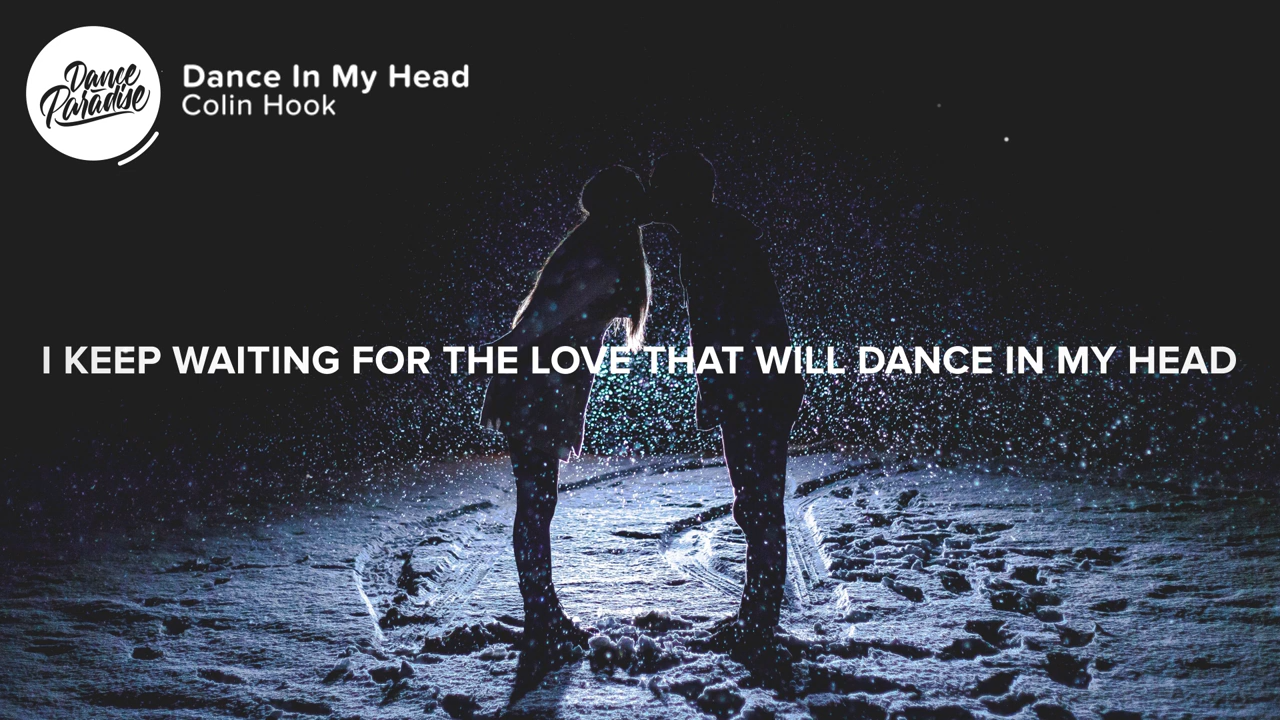 Dance
Paradise
Dance In My Head
Colin Hook
I KEEP WAITING FOR THE LOVE THAT WILL DANCE IN MY HEAD